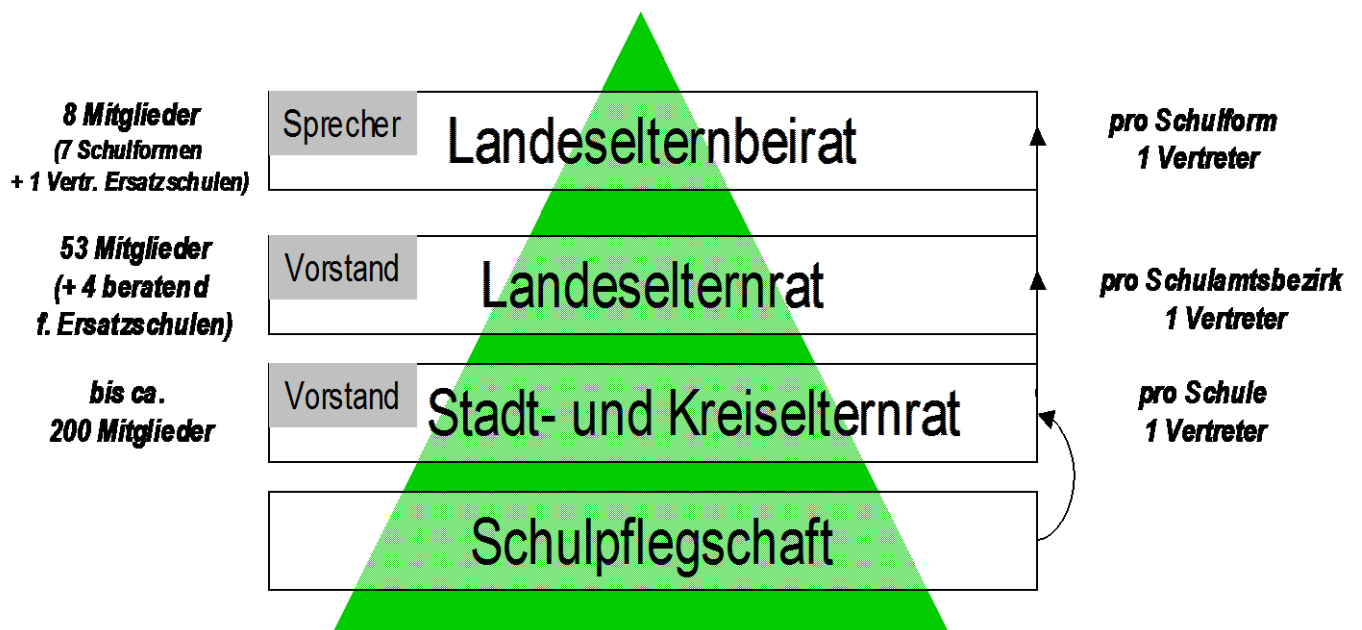 8 Mitglieder
(7 Schulformen
+ 1 Vertr. Ersatzschulen)
Sprecher
Landeselternbeirat
pro Schulform
1 Vertreter
53 Mitglieder
(+ 4 beratend
f. Ersatzschulen)
Vorstand
Landeselternrat
pro Schulamtsbezirk
1 Vertreter
bis ca.
200 Mitglieder
Vorstand
Stadt- und Kreiselternrat
pro Schule
1 Vertreter
Schulpflegschaft